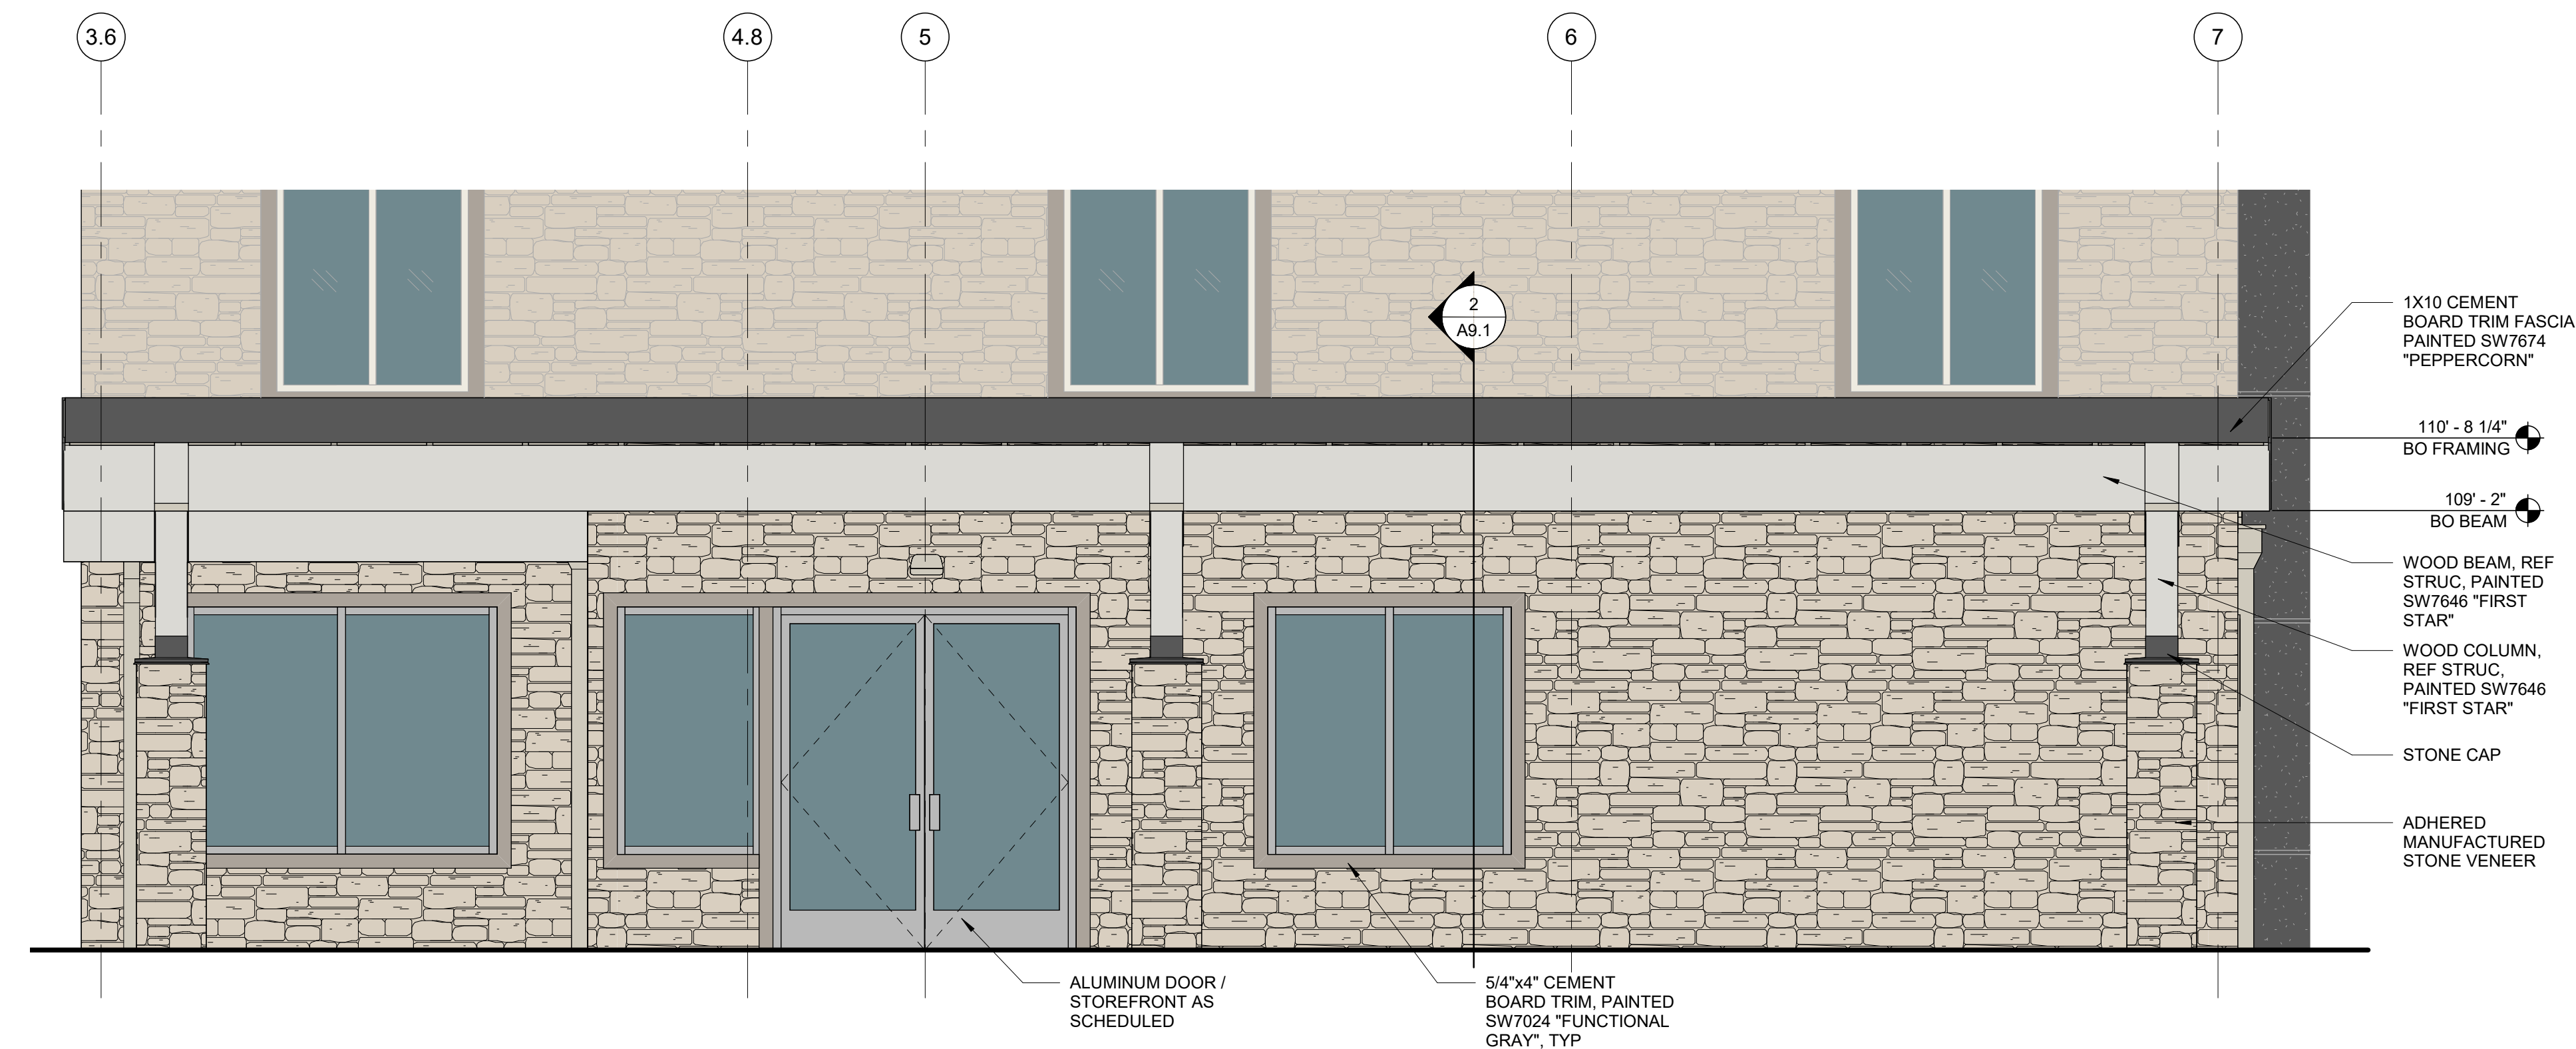 3.6
4.8
5
6
7
2
A9.1
1X10 CEMENT
BOARD TRIM FASCIA
PAINTED SW7674
"PEPPERCORN"
110' - 8 1/4"
BO FRAMING
109' - 2"
BO BEAM
WOOD BEAM, REF
STRUC, PAINTED
SW7646 "FIRST
STAR"
WOOD COLUMN,
REF STRUC,
PAINTED SW7646
"FIRST STAR"
STONE CAP
ADHERED
MANUFACTURED
STONE VENEER
ALUMINUM DOOR /
STOREFRONT AS
SCHEDULED
5/4"x4" CEMENT
BOARD TRIM, PAINTED
SW7024 "FUNCTIONAL
GRAY", TYP